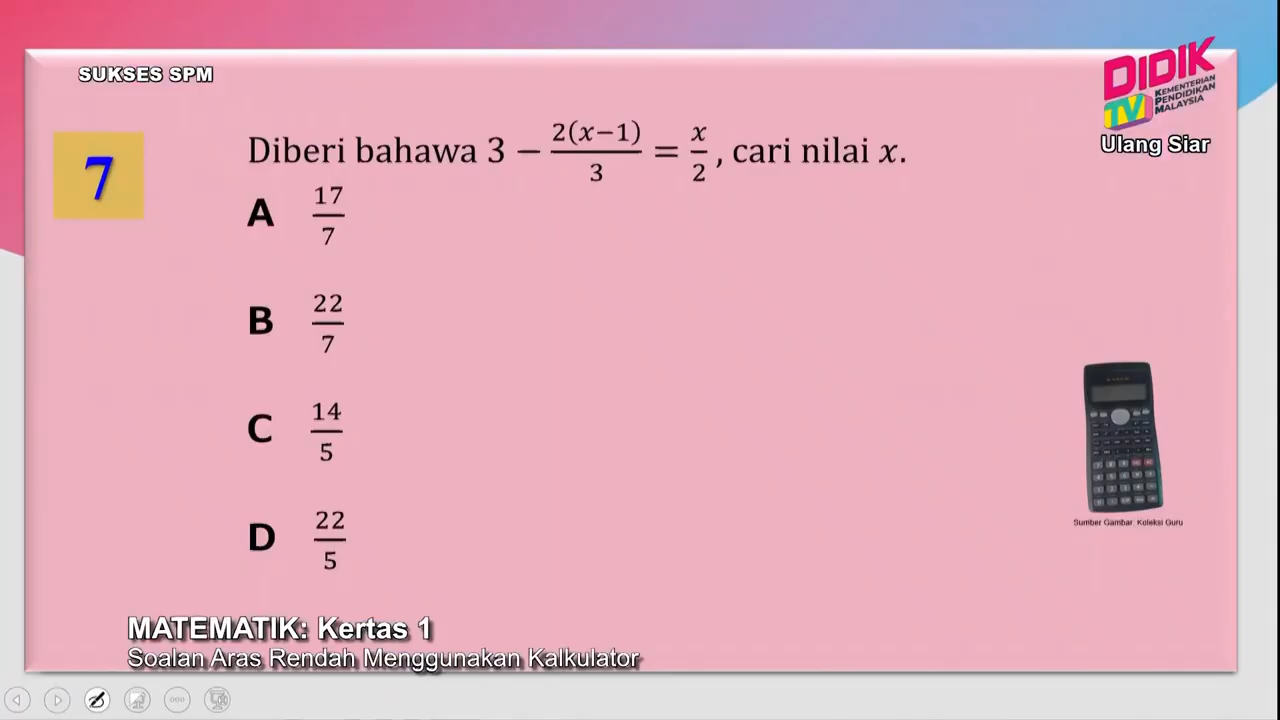 SUKSES SPM
DIDIK
TV KEMENTERIAN
PENDIDIKAN
MALAYSIA
Ulang Siar
7
Diberi bahawa 3 − 2(x−1)/3 = x/2, cari nilai x.
A 17/7
B 22/7
C 14/5
D 22/5
Sumber Gambar: Koleksi Guru
MATEMATIK: Kertas 1
Soalan Aras Rendah Menggunakan Kalkulator